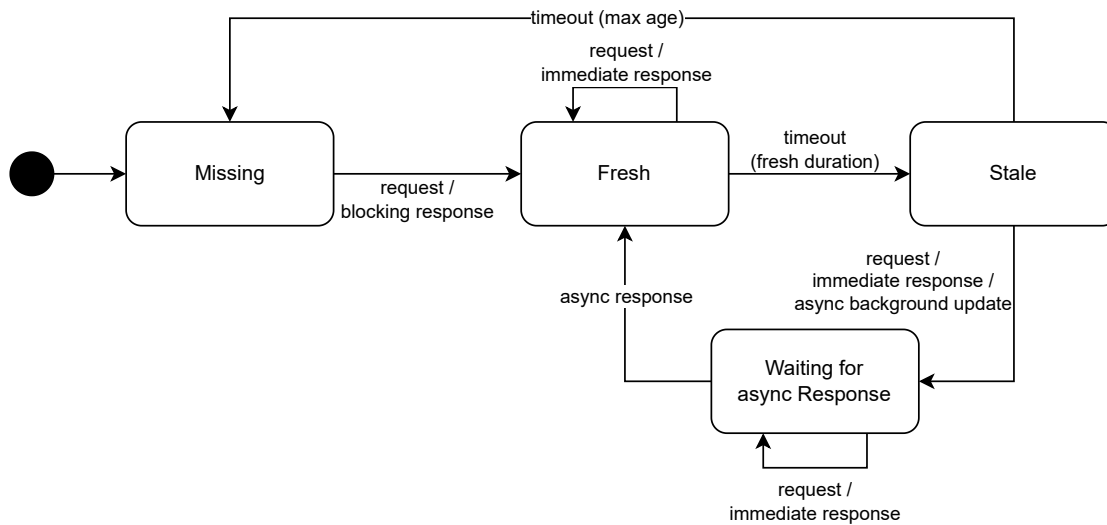 timeout (max age)
request /
immediate response
Missing
request /
blocking response
Fresh
timeout
(fresh duration)
Stale
request /
immediate response /
async background update
async response
Waiting for
async Response
request /
immediate response